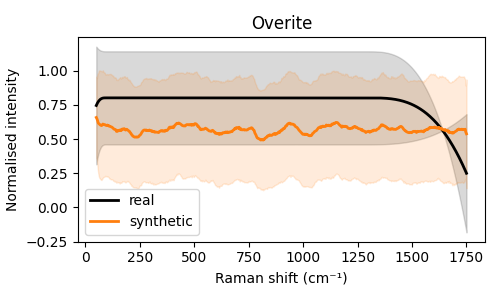 Overite
Normalised intensity
1.00
0.75
0.50
0.25
0.00
−0.25
real
synthetic
0 250 500 750 1000 1250 1500 1750
Raman shift (cm⁻¹)